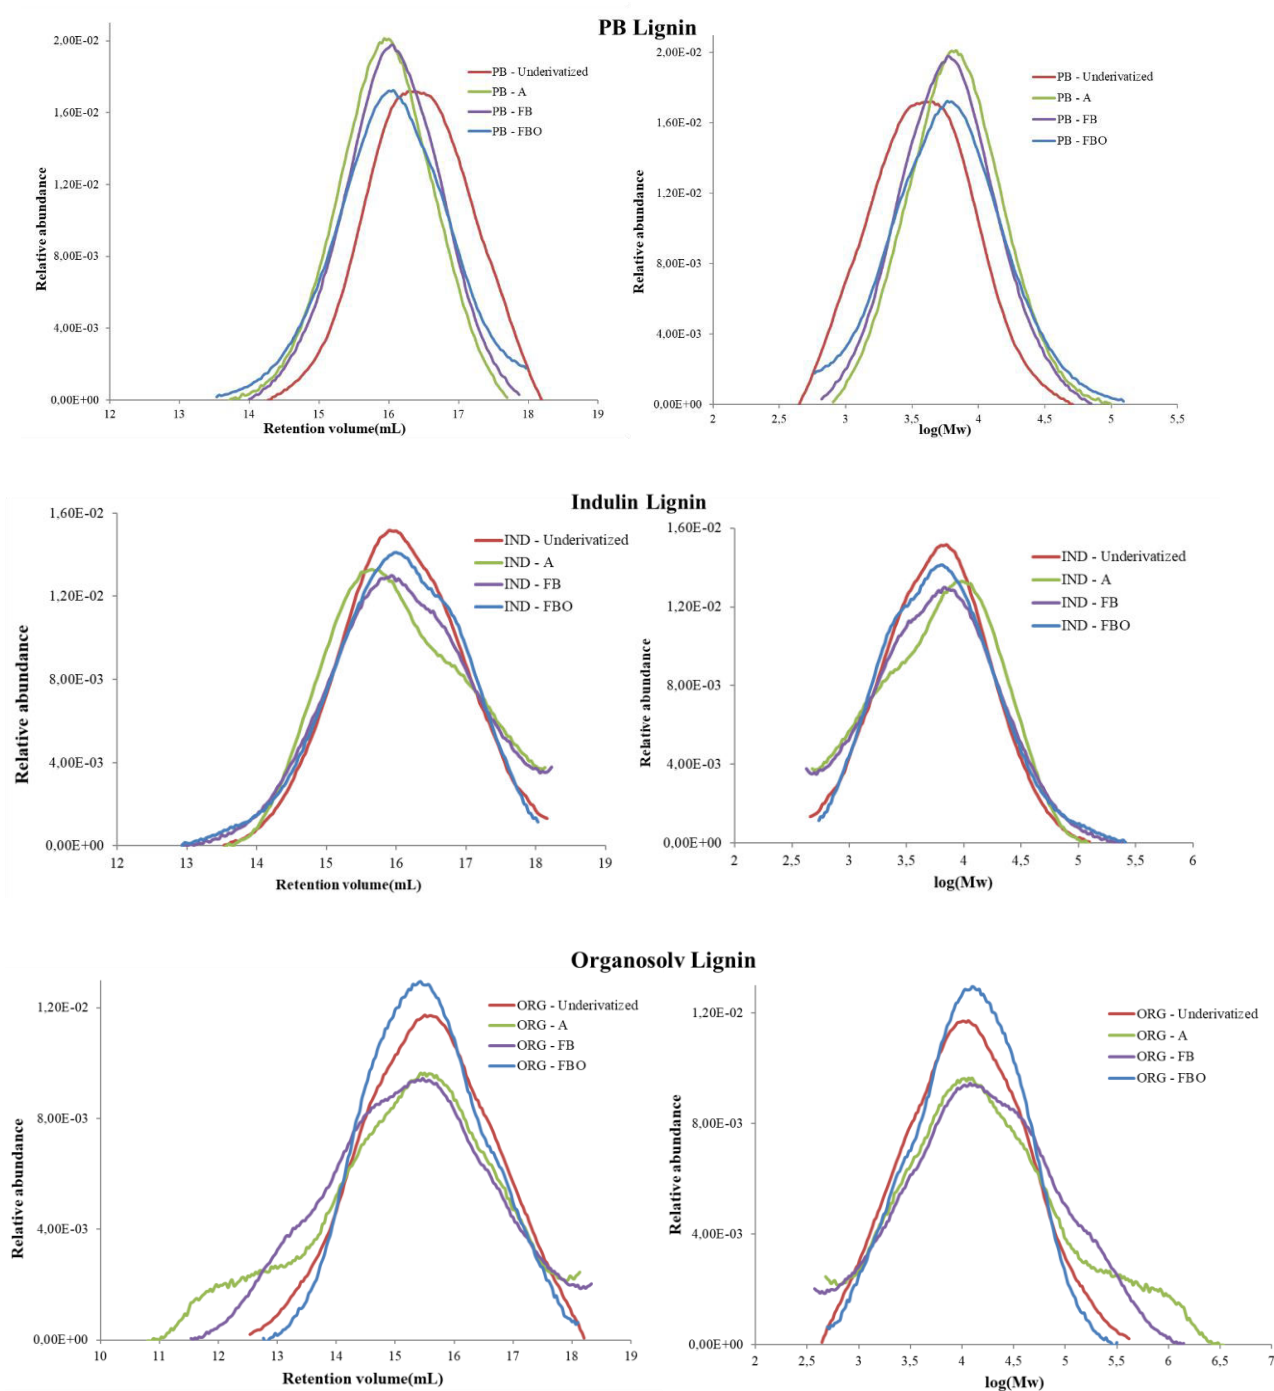 PB Lignin
2,00E-02
1,60E-02
1,20E-02
8,00E-03
4,00E-03
0,00E+00
Relative abundance
12 13 14 15 16 17 18 19
Retention volume(mL)
PB - Underivatized
PB - A
PB - FB
PB - FBO
2,00E-02
1,60E-02
1,20E-02
8,00E-03
4,00E-03
0,00E+00
Relative abundance
2 2,5 3 3,5 4 4,5 5 5,5
log(Mw)
PB - Underivatized
PB - A
PB - FB
PB - FBO
Indulin Lignin
1,60E-02
1,20E-02
8,00E-03
4,00E-03
0,00E+00
Relative abundance
12 13 14 15 16 17 18 19
Retention volume(mL)
IND - Underivatized
IND - A
IND - FB
IND - FBO
1,60E-02
1,20E-02
8,00E-03
4,00E-03
0,00E+00
Relative abundance
2 2,5 3 3,5 4 4,5 5 5,5 6
log(Mw)
IND - Underivatized
IND - A
IND - FB
IND - FBO
Organosolv Lignin
1,20E-02
8,00E-03
4,00E-03
0,00E+00
Relative abundance
10 11 12 13 14 15 16 17 18 19
Retention volume(mL)
ORG - Underivatized
ORG - A
ORG - FB
ORG - FBO
1,20E-02
8,00E-03
4,00E-03
0,00E+00
Relative abundance
2 2,5 3 3,5 4 4,5 5 5,5 6 6,5 7
log(Mw)
ORG - Underivatized
ORG - A
ORG - FB
ORG - FBO